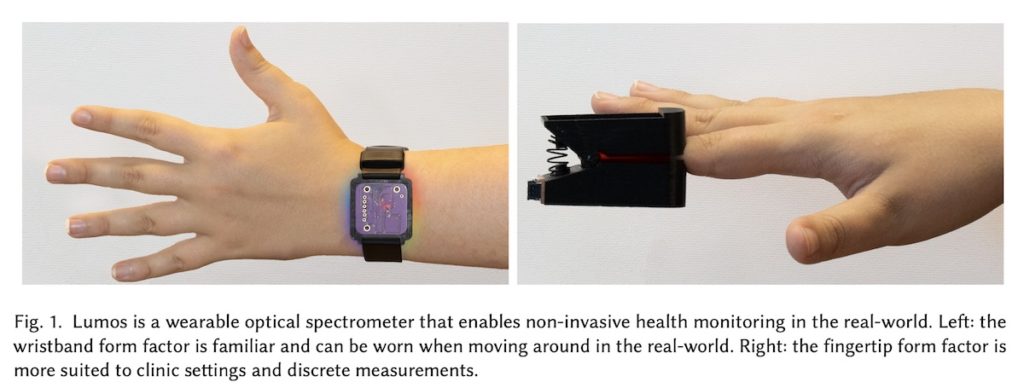 Fig. 1. Lumos is a wearable optical spectrometer that enables non-invasive health monitoring in the real-world. Left: the
wristband form factor is familiar and can be worn when moving around in the real-world. Right: the fingertip form factor is
more suited to clinic settings and discrete measurements.